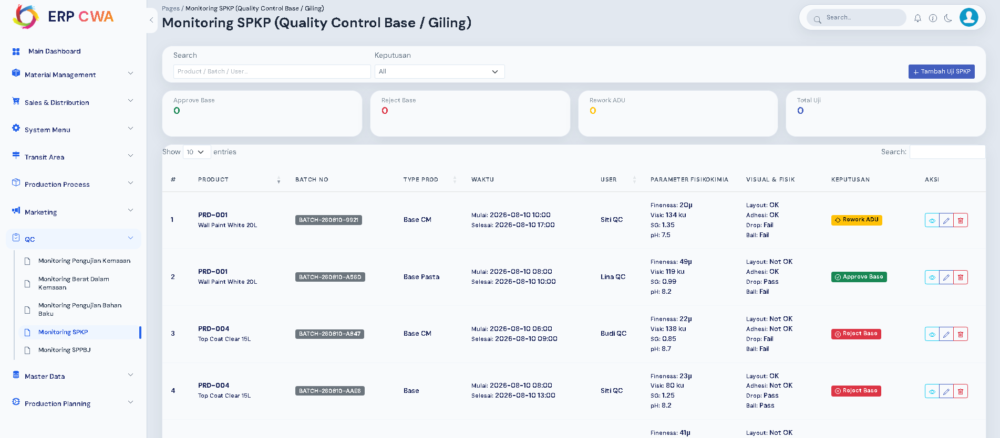 ERP CWA
Main Dashboard
Material Management
Sales & Distribution
System Menu
Transit Area
Production Process
Marketing
QC
Monitoring Pengujian Kemasan
Monitoring Berat Dalam
Kemasan
Monitoring Pengujian Bahan
Baku
Monitoring SPKP
Monitoring SPPBJ
Master Data
Production Planning
Pages / Monitoring SPKP (Quality Control Base / Giling)
Monitoring SPKP (Quality Control Base / Giling)
Search...
Search
Keputusan
Product / Batch / User...
All
+ Tambah Uji SPKP
Approve Base
0
Reject Base
0
Rework ADU
0
Total Uji
0
Show 10 entries
Search:
# PRODUCT BATCH NO TYPE PROD WAKTU USER PARAMETER FISIKOKIMIA VISUAL & FISIK KEPUTUSAN AKSI
1
PRD-001
Wall Paint White 20L
BATCH-260810-9921
Base CM
Mulai: 2026-08-10 10:00
Selesai: 2026-08-10 17:00
Siti QC
Fineness: 20µ
Visk: 134 ku
SG: 1.35
pH: 7.5
Layout: OK
Adhesi: OK
Drop: Fail
Ball: Fail
Rework ADU
2
PRD-001
Wall Paint White 20L
BATCH-260810-A56D
Base Pasta
Mulai: 2026-08-10 08:00
Selesai: 2026-08-10 10:00
Lina QC
Fineness: 49µ
Visk: 119 ku
SG: 0.99
pH: 8.2
Layout: Not OK
Adhesi: OK
Drop: Pass
Ball: Fail
Approve Base
3
PRD-004
Top Coat Clear 15L
BATCH-260810-A847
Base CM
Mulai: 2026-08-10 06:00
Selesai: 2026-08-10 09:00
Budi QC
Fineness: 22µ
Visk: 138 ku
SG: 0.85
pH: 8.7
Layout: Not OK
Adhesi: Not OK
Drop: Fail
Ball: Fail
Reject Base
4
PRD-004
Top Coat Clear 15L
BATCH-260810-AAE6
Base
Mulai: 2026-08-10 08:00
Selesai: 2026-08-10 13:00
Siti QC
Fineness: 23µ
Visk: 80 ku
SG: 1.25
pH: 8.2
Layout: OK
Adhesi: Not OK
Drop: Pass
Ball: Pass
Reject Base
Fineness: 41µ
Layout: Not OK